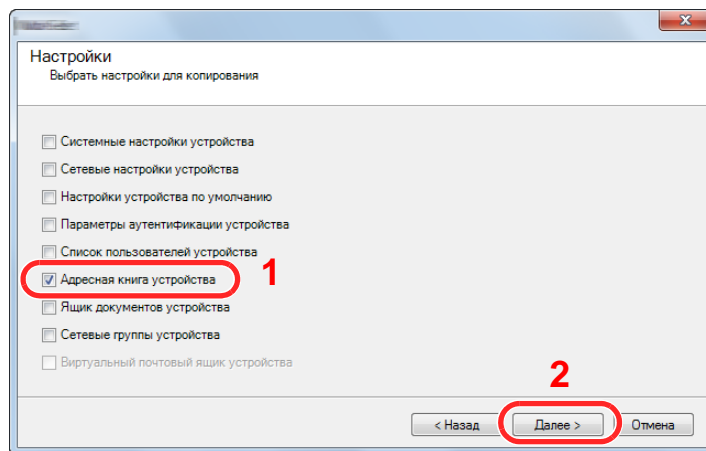 Настройки
Выбрать настройки для копирования
Системные настройки устройства
Сетевые настройки устройства
Настройки устройства по умолчанию
Параметры аутентификации устройства
Список пользователей устройства
Адресная книга устройства 1
Ящик документов устройства
Сетевые группы устройства
Виртуальный почтовый ящик устройства
2
< Назад Далее > Отмена